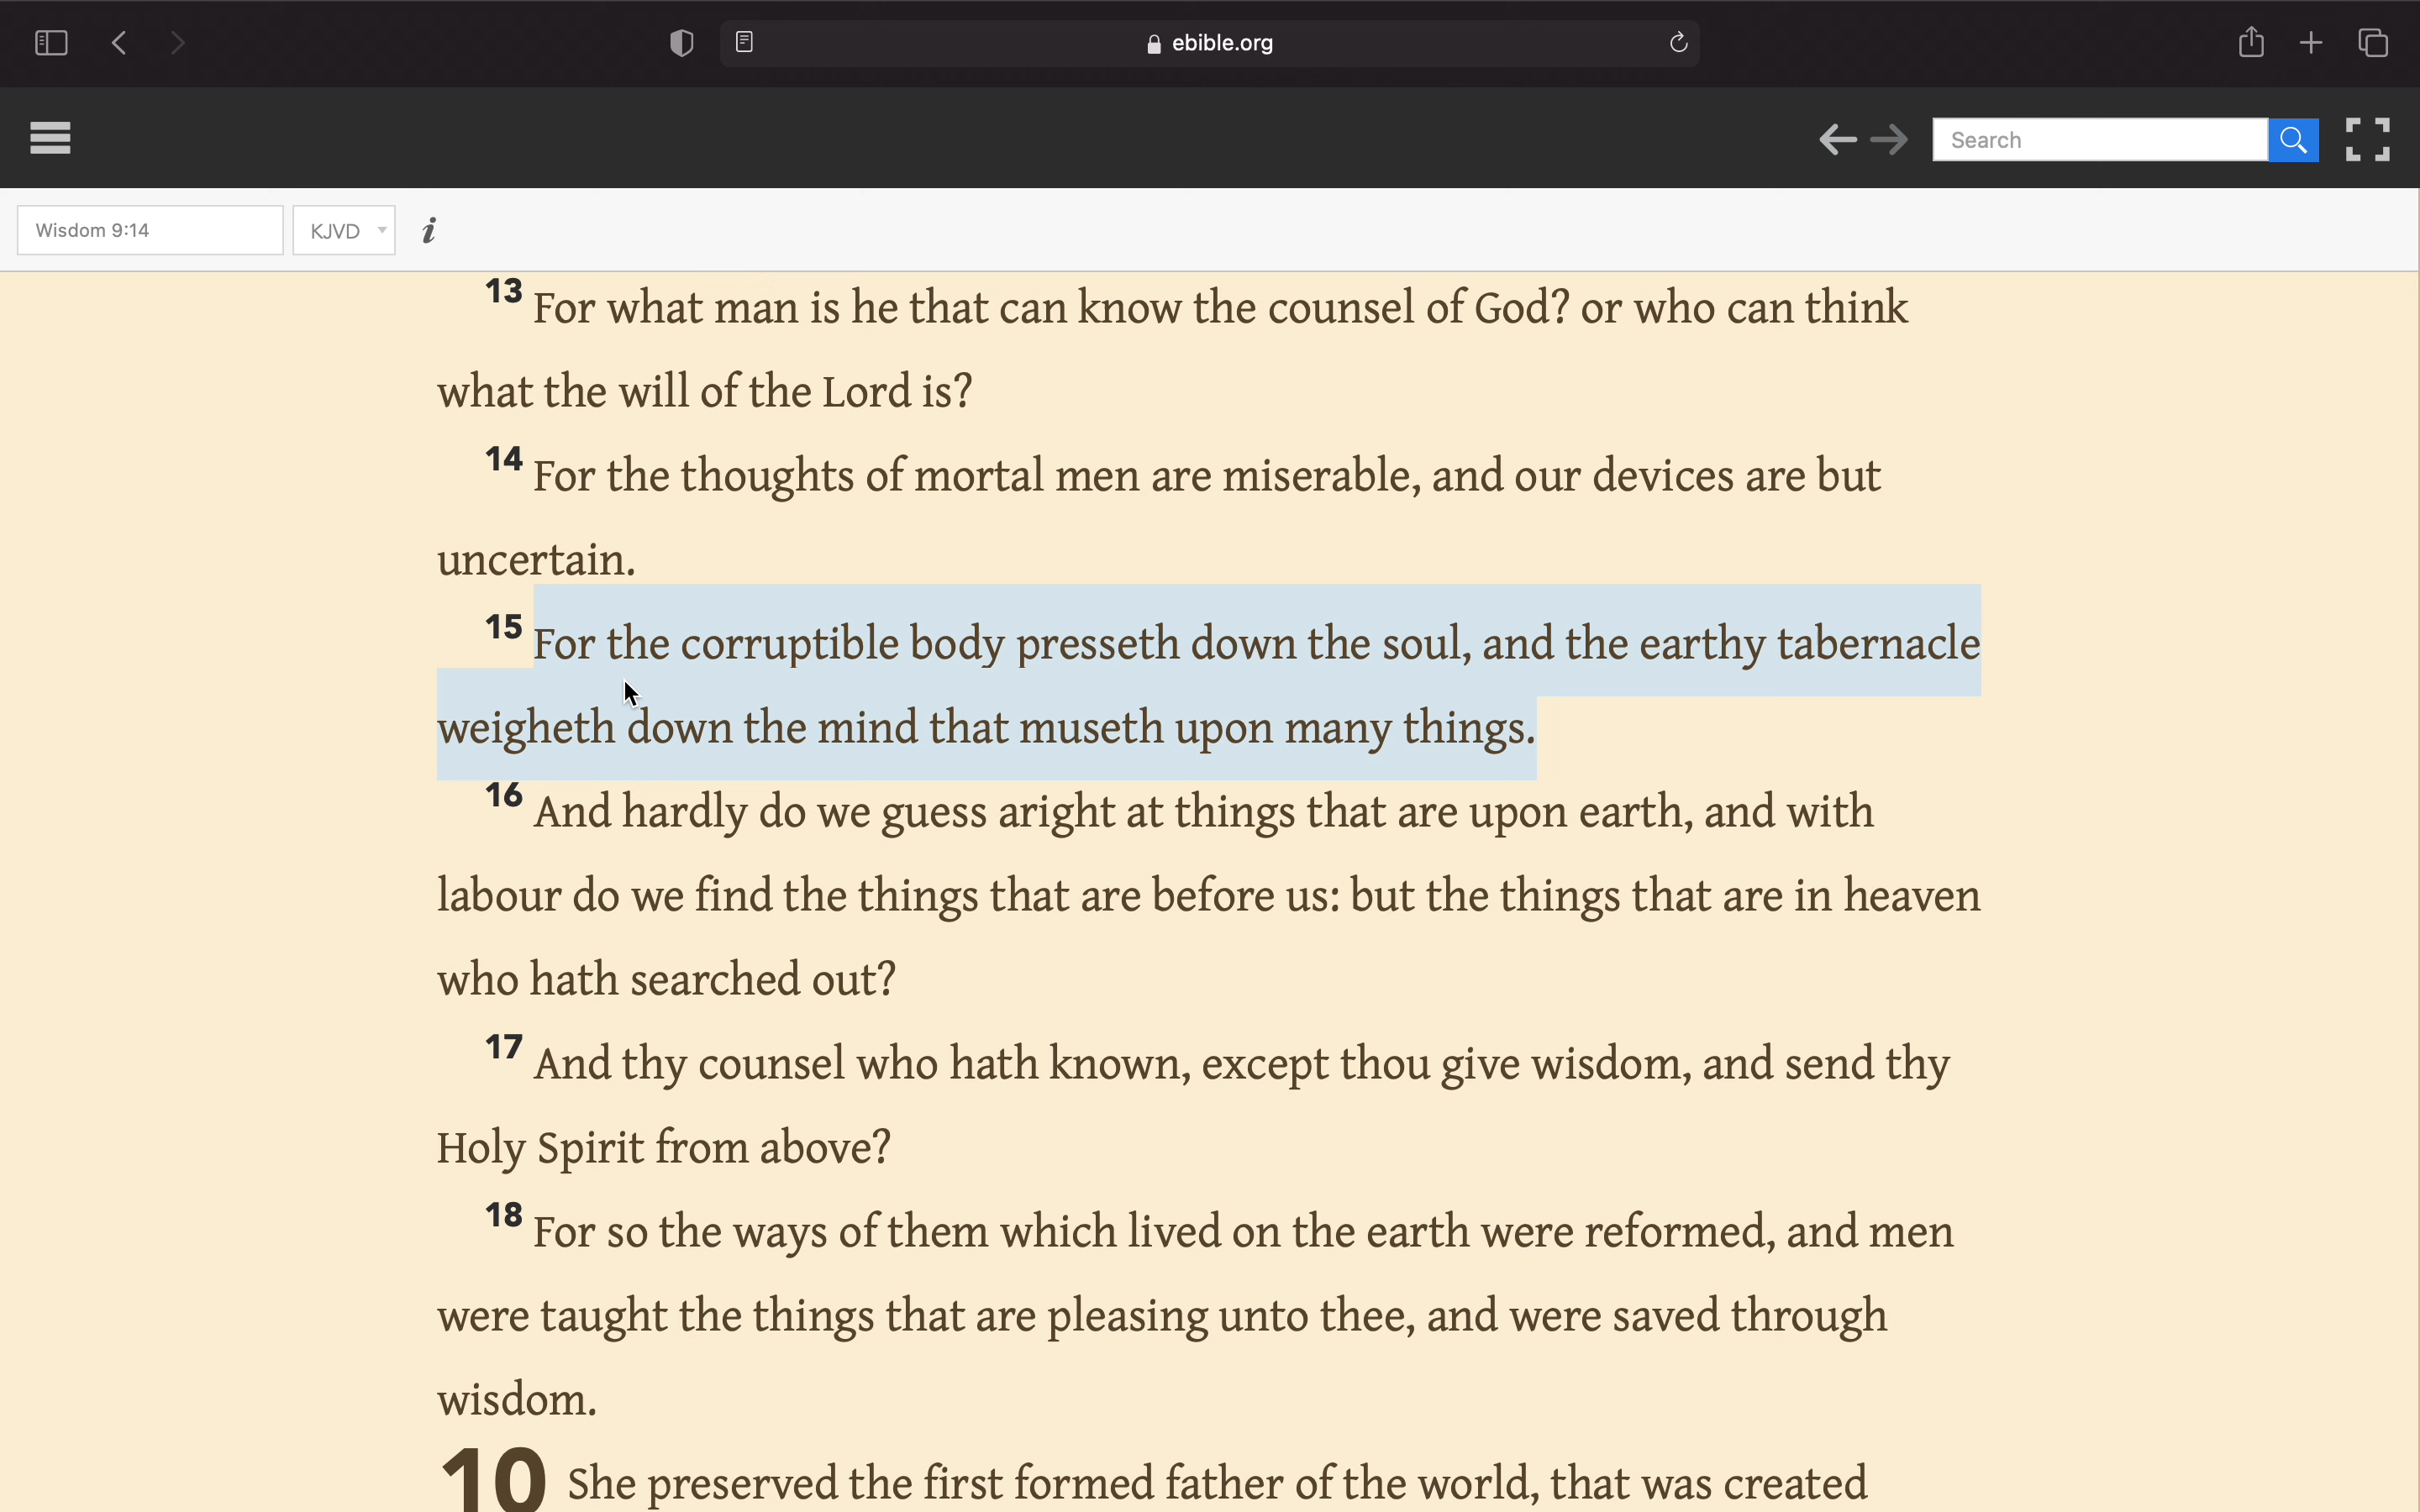 ebible.org
Search
Wisdom 9:14
KJVD
i
13 For what man is he that can know the counsel of God? or who can think
what the will of the Lord is?
14 For the thoughts of mortal men are miserable, and our devices are but
uncertain.
15 For the corruptible body presseth down the soul, and the earthy tabernacle
weigheth down the mind that museth upon many things.
16 And hardly do we guess aright at things that are upon earth, and with
labour do we find the things that are before us: but the things that are in heaven
who hath searched out?
17 And thy counsel who hath known, except thou give wisdom, and send thy
Holy Spirit from above?
18 For so the ways of them which lived on the earth were reformed, and men
were taught the things that are pleasing unto thee, and were saved through
wisdom.
10 She preserved the first formed father of the world, that was created